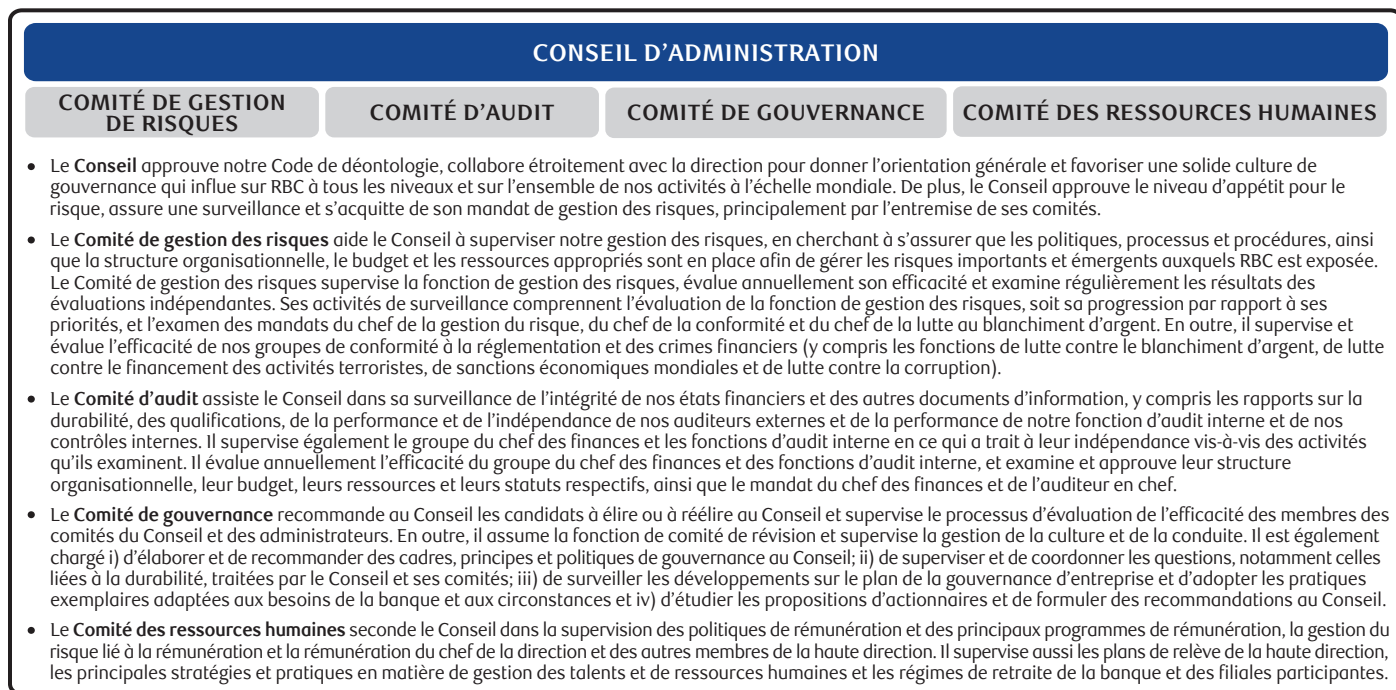 CONSEIL D'ADMINISTRATION
COMITÉ DE GESTION
DE RISQUES
COMITÉ D'AUDIT
COMITÉ DE GOUVERNANCE
COMITÉ DES RESSOURCES HUMAINES
• Le Conseil approuve notre Code de déontologie, collabore étroitement avec la direction pour donner l'orientation générale et favoriser une solide culture de
gouvernance qui influe sur RBC à tous les niveaux et sur l'ensemble de nos activités à l'échelle mondiale. De plus, le Conseil approuve le niveau d'appétit pour le
risque, assure une surveillance et s'acquitte de son mandat de gestion des risques, principalement par l'entremise de ses comités.
• Le Comité de gestion des risques aide le Conseil à superviser notre gestion des risques, en cherchant à s'assurer que les politiques, processus et procédures, ainsi
que la structure organisationnelle, le budget et les ressources appropriés sont en place afin de gérer les risques importants et émergents auxquels RBC est exposée.
Le Comité de gestion des risques supervise la fonction de gestion des risques, évalue annuellement son efficacité et examine régulièrement les résultats des
évaluations indépendantes. Ses activités de surveillance comprennent l'évaluation de la fonction de gestion des risques, soit sa progression par rapport à ses
priorités, et l'examen des mandats du chef de la gestion du risque, du chef de la conformité et du chef de la lutte au blanchiment d'argent. En outre, il supervise et
évalue l'efficacité de nos groupes de conformité à la réglementation et des crimes financiers (y compris les fonctions de lutte contre le blanchiment d'argent, de lutte
contre le financement des activités terroristes, de sanctions économiques mondiales et de lutte contre la corruption).
• Le Comité d'audit assiste le Conseil dans sa surveillance de l'intégrité de nos états financiers et des autres documents d'information, y compris les rapports sur la
durabilité, des qualifications, de la performance et de l'indépendance de nos auditeurs externes et de la performance de notre fonction d'audit interne et de nos
contrôles internes. Il supervise également le groupe du chef des finances et les fonctions d'audit interne en ce qui a trait à leur indépendance vis-à-vis des activités
qu'ils examinent. Il évalue annuellement l'efficacité du groupe du chef des finances et des fonctions d'audit interne, et examine et approuve leur structure
organisationnelle, leur budget, leurs ressources et leurs statuts respectifs, ainsi que le mandat du chef des finances et de l'auditeur en chef.
• Le Comité de gouvernance recommande au Conseil les candidats à élire ou à réélire au Conseil et supervise le processus d'évaluation de l'efficacité des membres des
comités du Conseil et des administrateurs. En outre, il assume la fonction de comité de révision et supervise la gestion de la culture et de la conduite. Il est également
chargé i) d'élaborer et de recommander des cadres, principes et politiques de gouvernance au Conseil; ii) de superviser et de coordonner les questions, notamment celles
liées à la durabilité, traitées par le Conseil et ses comités; iii) de surveiller les développements sur le plan de la gouvernance d'entreprise et d'adopter les pratiques
exemplaires adaptées aux besoins de la banque et aux circonstances et iv) d'étudier les propositions d'actionnaires et de formuler des recommandations au Conseil.
• Le Comité des ressources humaines seconde le Conseil dans la supervision des politiques de rémunération et des principaux programmes de rémunération, la gestion du
risque lié à la rémunération et la rémunération du chef de la direction et des autres membres de la haute direction. Il supervise aussi les plans de relève de la haute direction,
les principales stratégies et pratiques en matière de gestion des talents et de ressources humaines et les régimes de retraite de la banque et des filiales participantes.